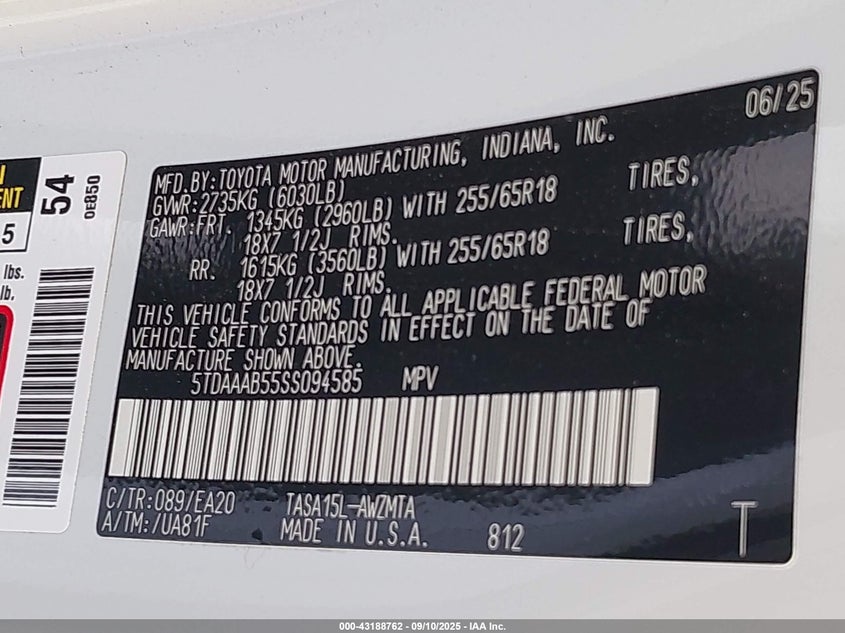 06/25
MFD.BY:TOYOTA MOTOR MANUFACTURING, INDIANA, INC.
GVWR:2735KG (6030LB)
GAWR:FRT. 1345KG (2960LB) WITH 255/65R18 TIRES,
18X7 1/2J RIMS.
RR. 1615KG (3560LB) WITH 255/65R18 TIRES,
18X7 1/2J RIMS.
THIS VEHICLE CONFORMS TO ALL APPLICABLE FEDERAL MOTOR
VEHICLE SAFETY STANDARDS IN EFFECT ON THE DATE OF
MANUFACTURE SHOWN ABOVE.
5TDAAAB55SS094585 MPV
C/TR:089/EA20 TASA15L-AWZMTA
A/TM:/UA81F MADE IN U.S.A. 812 T
54
0E850
5
lbs.
lb.
000-43188762 - 09/10/2025 - IAA Inc.